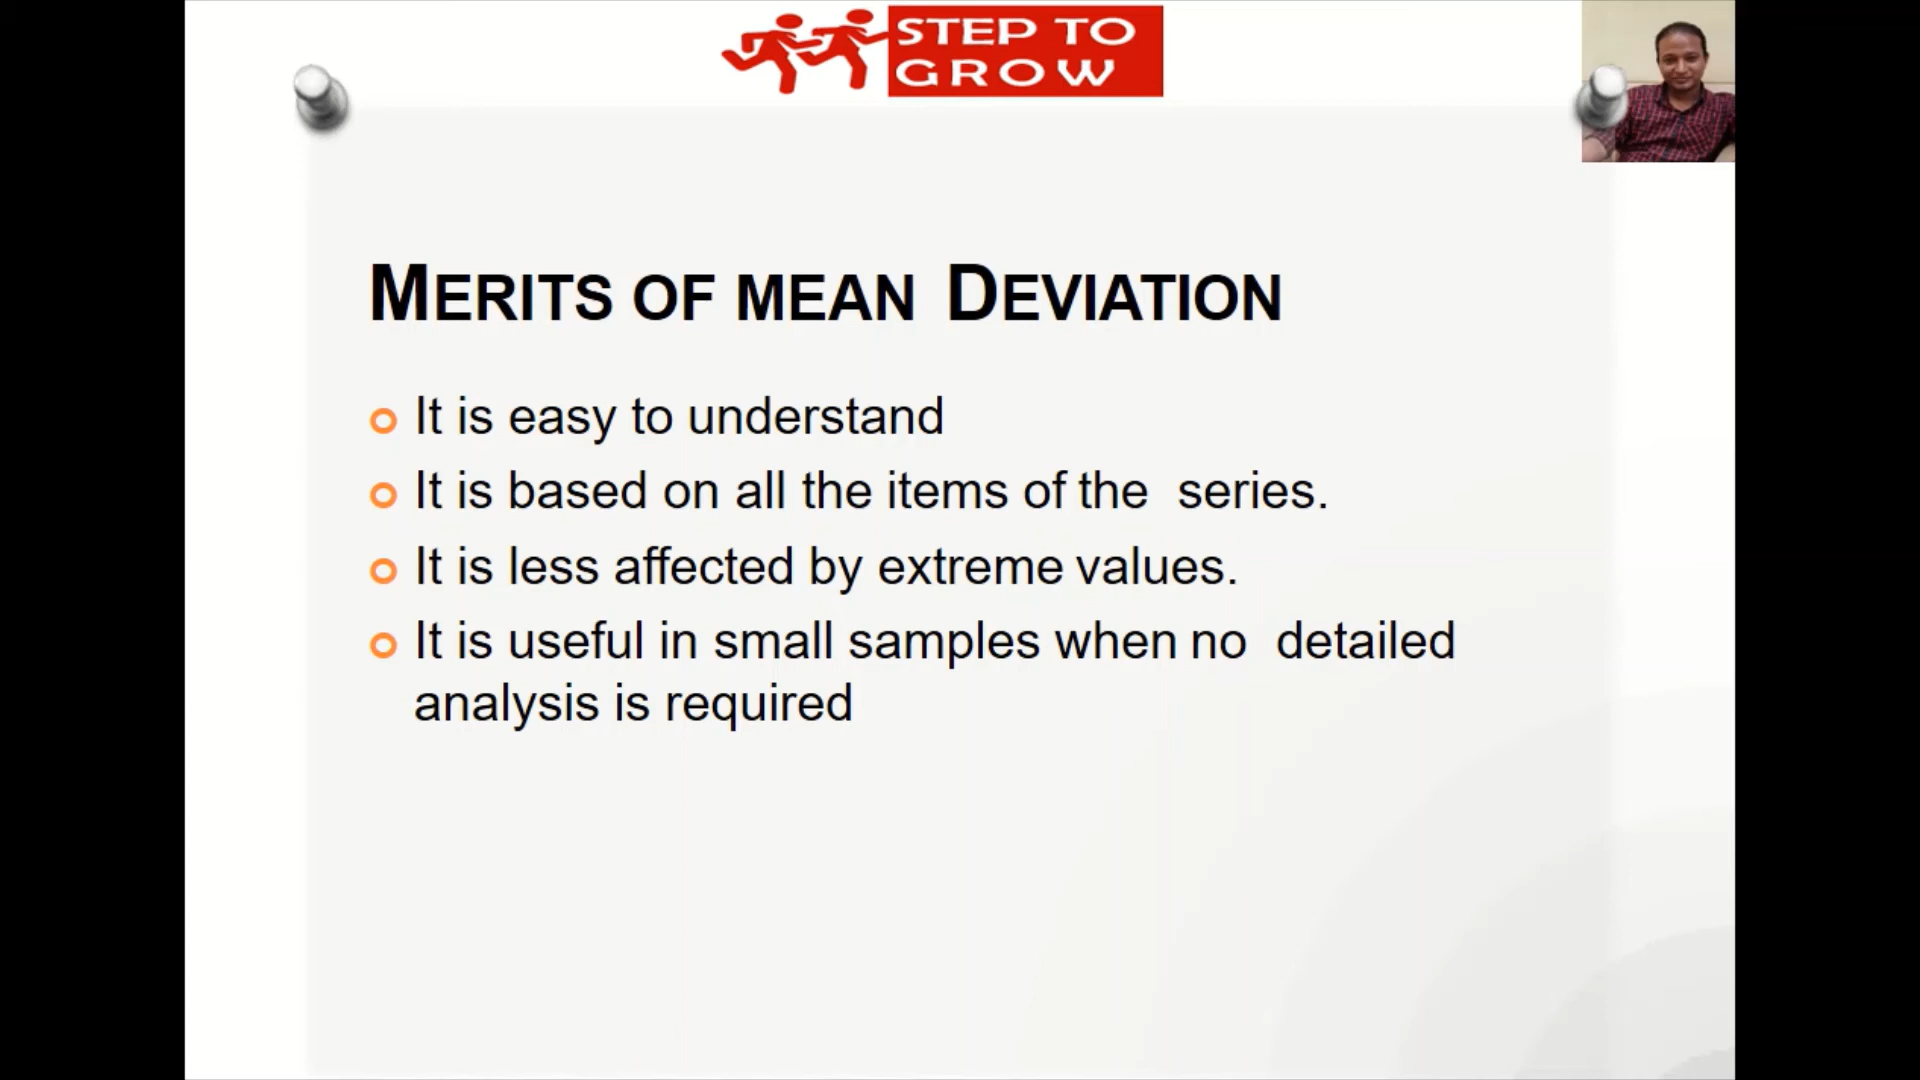 STEP TO
GROW
MERITS OF MEAN DEVIATION
It is easy to understand
It is based on all the items of the series.
It is less affected by extreme values.
It is useful in small samples when no detailed
analysis is required